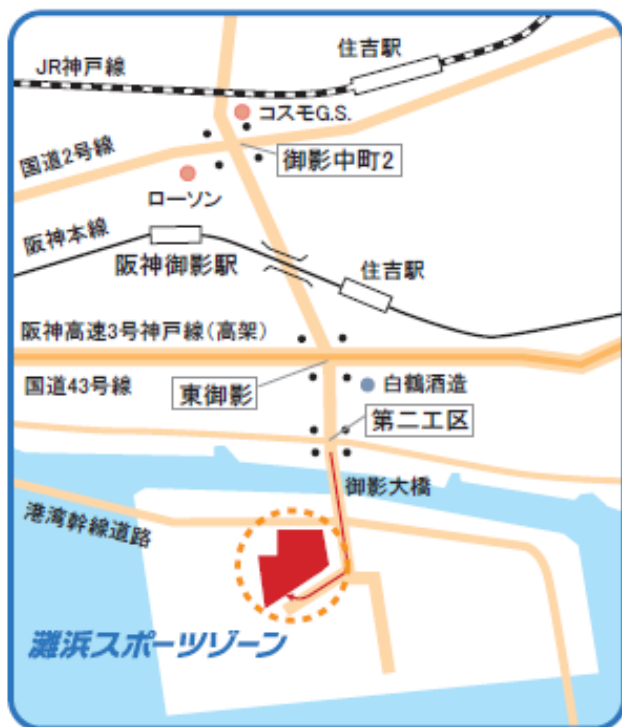 住吉駅
JR神戸線
コスモG.S.
国道2号線
御影中町2
ローソン
阪神本線
阪神御影駅
住吉駅
阪神高速3号神戸線(高架)
国道43号線
東御影
白鶴酒造
第二工区
御影大橋
港湾幹線道路
灘浜スポーツゾーン